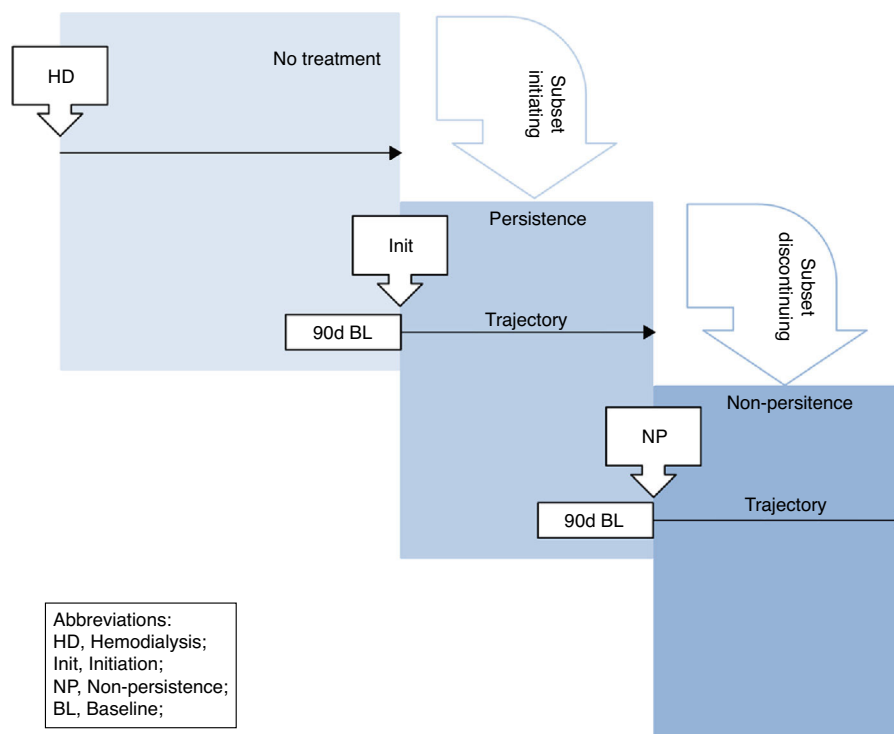 No treatment
HD
Subset
initiating
Persistence
Init
90d BL
Trajectory
Subset
discontinuing
Non-persitence
NP
90d BL
Trajectory
Abbreviations:
HD, Hemodialysis;
Init, Initiation;
NP, Non-persistence;
BL, Baseline;